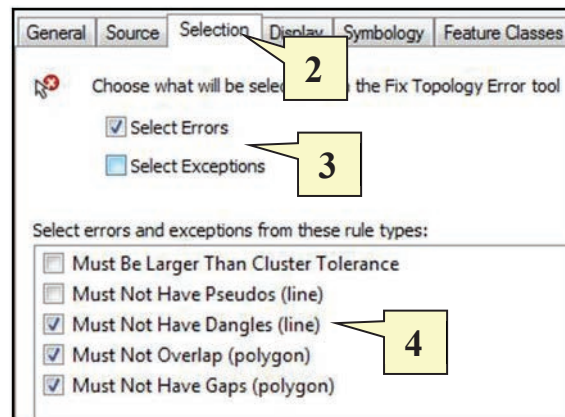 General Source Selection Display Symbology Feature Classes
2
Choose what will be selec the Fix Topology Error tool
Select Errors
3
Select Exceptions
Select errors and exceptions from these rule types:
Must Be Larger Than Cluster Tolerance
Must Not Have Pseudos (line)
Must Not Have Dangles (line)
4
Must Not Overlap (polygon)
Must Not Have Gaps (polygon)